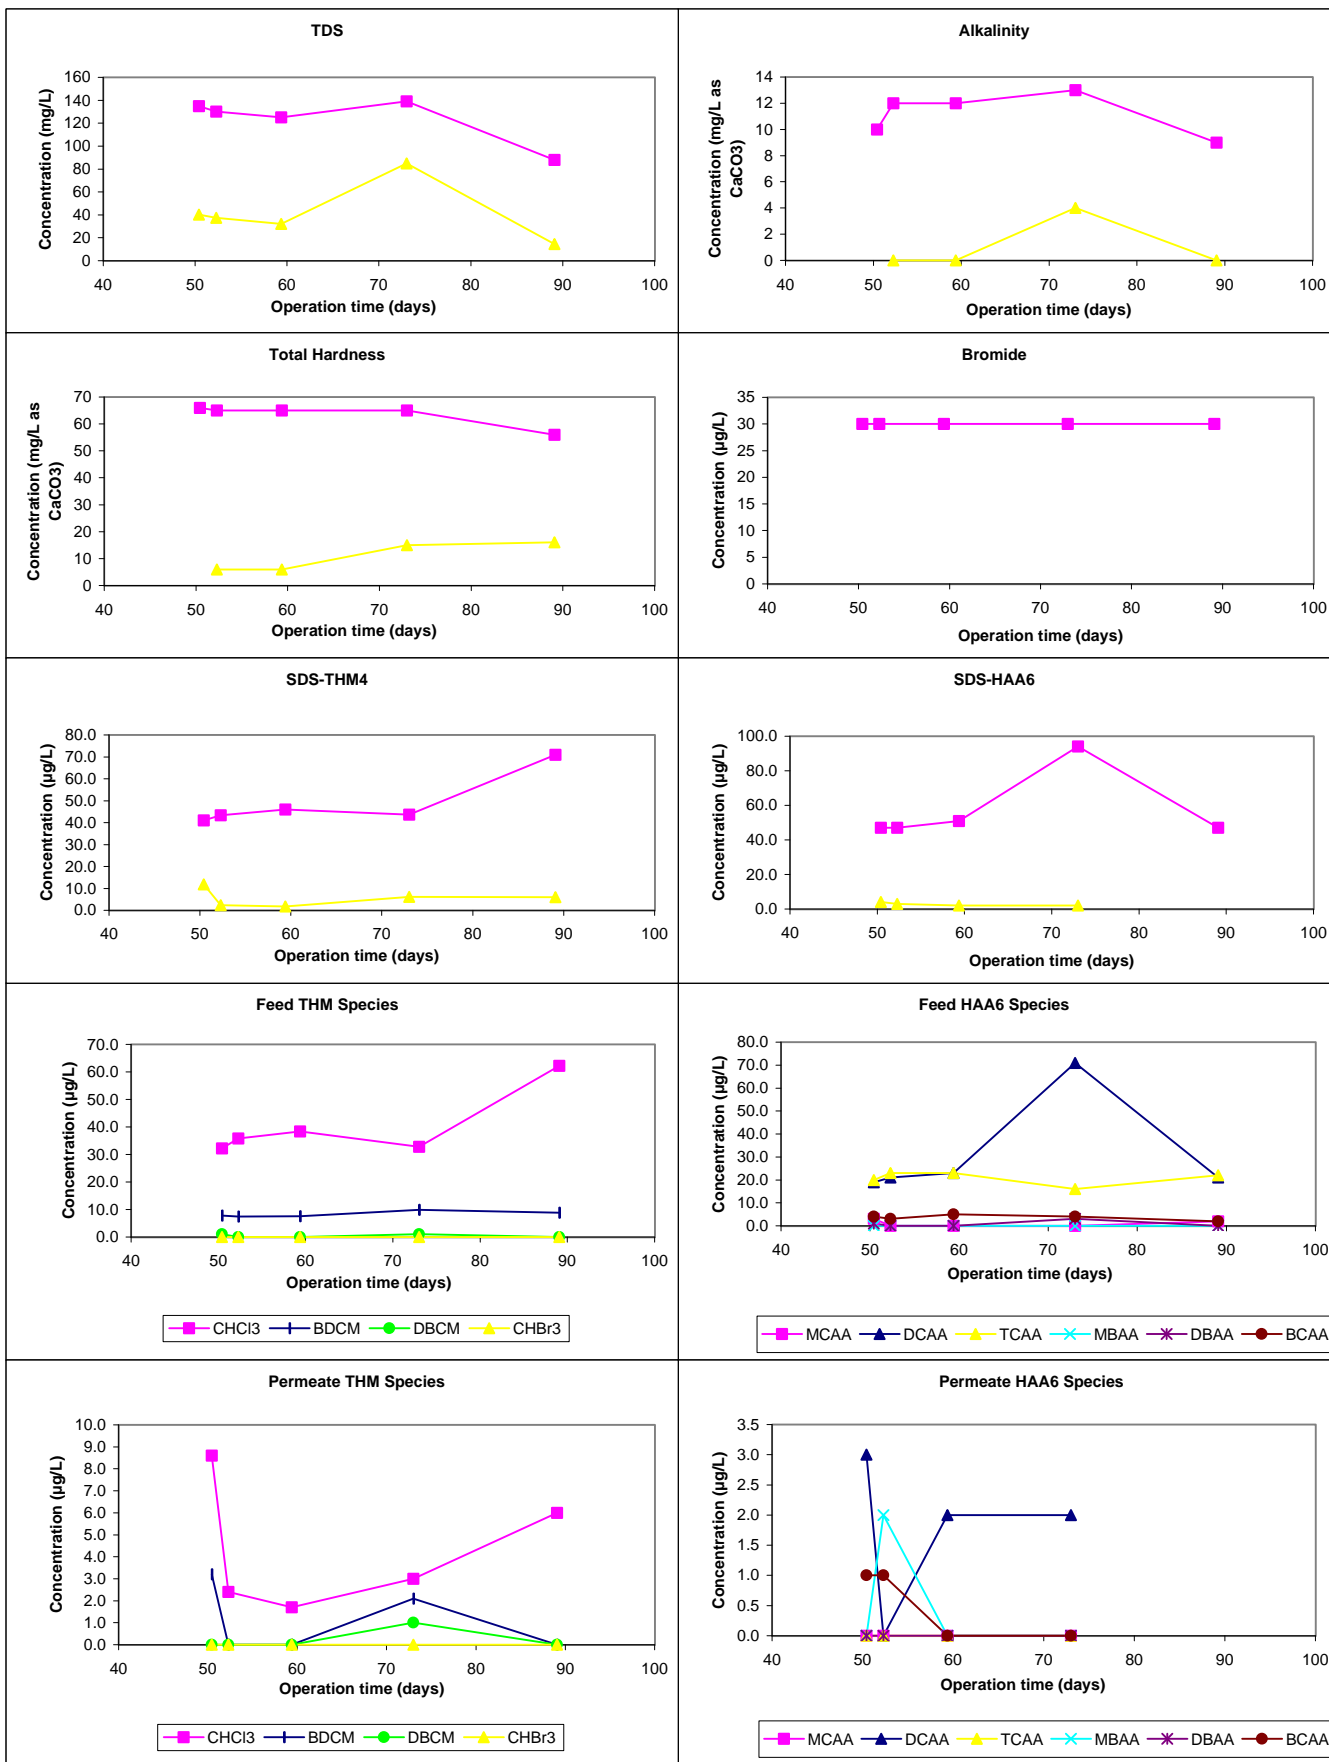 TDS
Concentration (mg/L)
160
140
120
100
80
60
40
20
0
40 50 60 70 80 90 100
Operation time (days)
Alkalinity
Concentration (mg/L as
CaCO3)
14
12
10
8
6
4
2
0
40 50 60 70 80 90 100
Operation time (days)
Total Hardness
Concentration (mg/L as
CaCO3)
70
60
50
40
30
20
10
0
40 50 60 70 80 90 100
Operation time (days)
Bromide
Concentration (µg/L)
35
30
25
20
15
10
5
0
40 50 60 70 80 90 100
Operation time (days)
SDS-THM4
Concentration (µg/L)
80.0
70.0
60.0
50.0
40.0
30.0
20.0
10.0
0.0
40 50 60 70 80 90 100
Operation time (days)
SDS-HAA6
Concentration (µg/L)
100.0
80.0
60.0
40.0
20.0
0.0
40 50 60 70 80 90 100
Operation time (days)
Feed THM Species
Concentration (µg/L)
70.0
60.0
50.0
40.0
30.0
20.0
10.0
0.0
40 50 60 70 80 90 100
Operation time (days)
CHCl3 BDCM DBCM CHBr3
Feed HAA6 Species
Concentration (µg/L)
80.0
70.0
60.0
50.0
40.0
30.0
20.0
10.0
0.0
40 50 60 70 80 90 100
Operation time (days)
MCAA DCAA TCAA MBAA DBAA BCAA
Permeate THM Species
Concentration (µg/L)
10.0
9.0
8.0
7.0
6.0
5.0
4.0
3.0
2.0
1.0
0.0
40 50 60 70 80 90 100
Operation time (days)
CHCl3 BDCM DBCM CHBr3
Permeate HAA6 Species
Concentration (µg/L)
3.5
3.0
2.5
2.0
1.5
1.0
0.5
0.0
40 50 60 70 80 90 100
Operation time (days)
MCAA DCAA TCAA MBAA DBAA BCAA